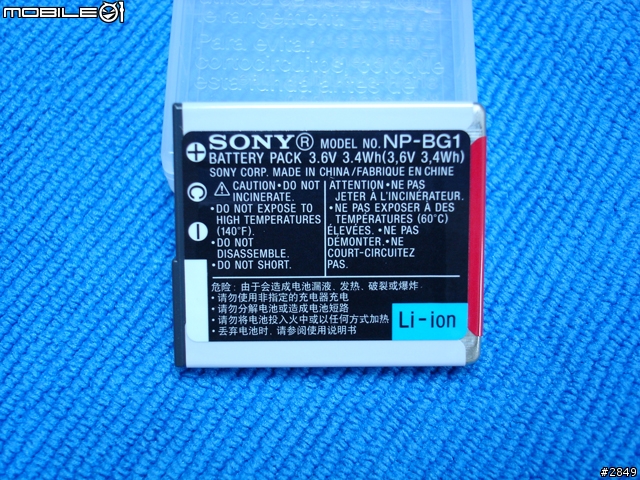 MOBILE01
Para evitar
cortocircuitos
antes de
SONY® MODEL NO. NP-BG1
BATTERY PACK 3.6V 3.4Wh(3,6V 3,4Wh)
SONY CORP. MADE IN CHINA/FABRIQUE EN CHINE
CAUTION •DO NOT
INCINERATE.
•DO NOT EXPOSE TO
HIGH TEMPERATURES
(140°F).
•DO NOT
DISASSEMBLE.
•DO NOT SHORT.
ATTENTION •NE PAS
JETER À L'INCINÉRATEUR.
•NE PAS EXPOSER À DES
TEMPÉRATURES (60°C)
ÉLEVÉES. •NE PAS
DÉMONTER. •NE
COURT-CIRCUITEZ
PAS.
危险: 由于会造成电池漏液、发热、破裂或爆炸.
•请勿使用非指定的充电器充电
•请勿分解电池或造成电池短路
•请勿将电池投入火中或以任何方式加热
•丢弃电池时, 请参阅使用说明书
Li-ion
#2849